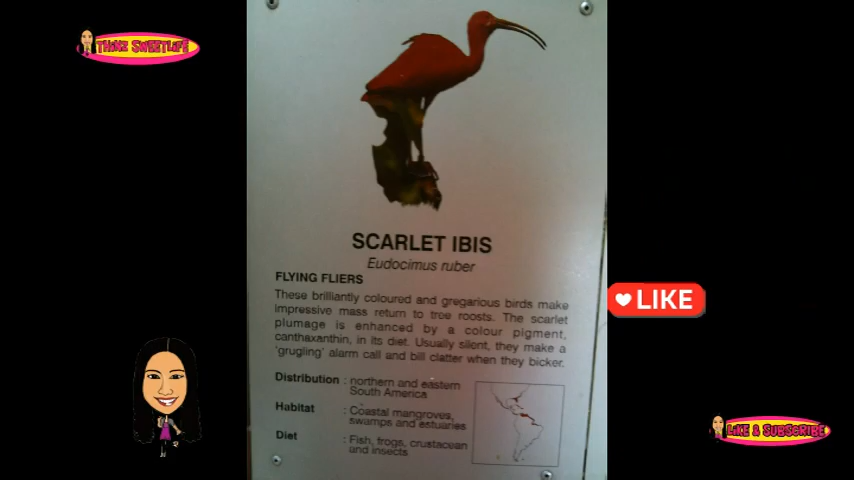 THINZ SWEETLIFE
SCARLET IBIS
Eudocimus ruber
FLYING FLIERS
These brilliantly coloured and gregarious birds make
impressive mass return to tree roosts. The scarlet
plumage is enhanced by a colour pigment,
canthaxanthin, in its diet. Usually silent, they make a
'grugling' alarm call and bill clatter when they bicker.
Distribution : northern and eastern
South America
Habitat : Coastal mangroves,
swamps and estuaries
Diet : Fish, frogs, crustacean
and insects
LIKE
LIKE & SUBSCRIBE